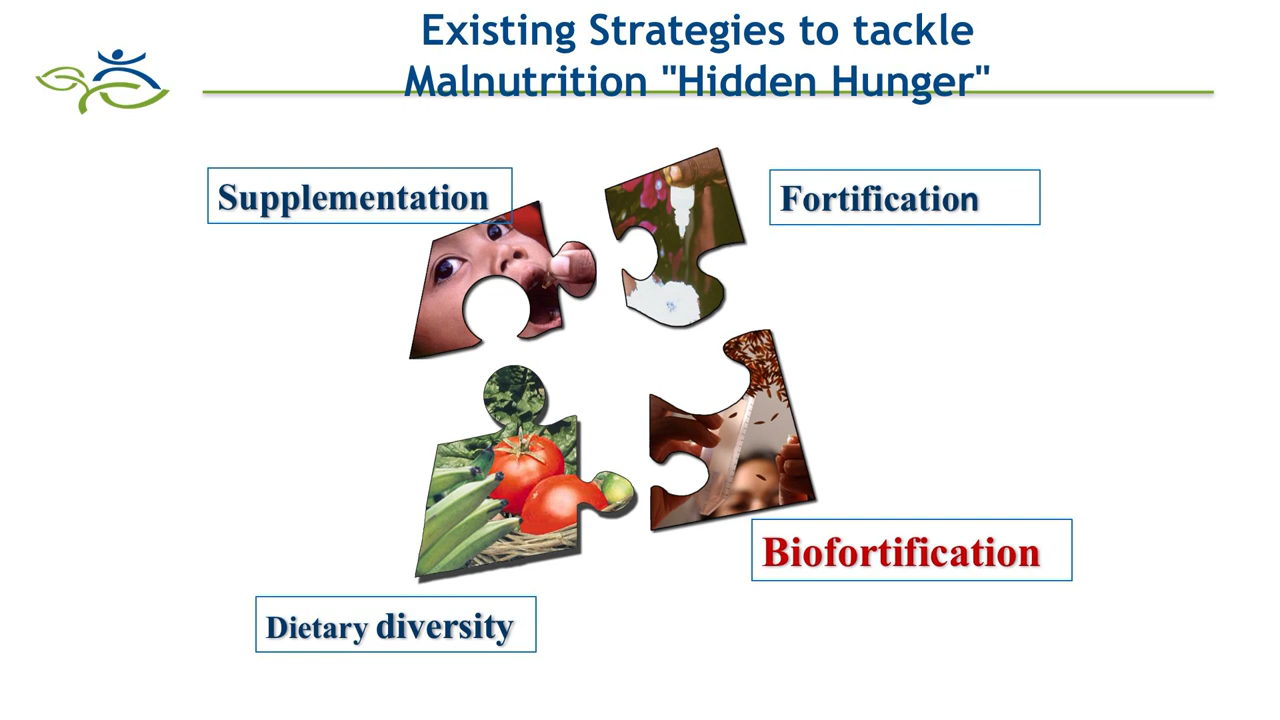 Existing Strategies to tackle
Malnutrition "Hidden Hunger"
Supplementation
Fortification
Biofortification
Dietary diversity